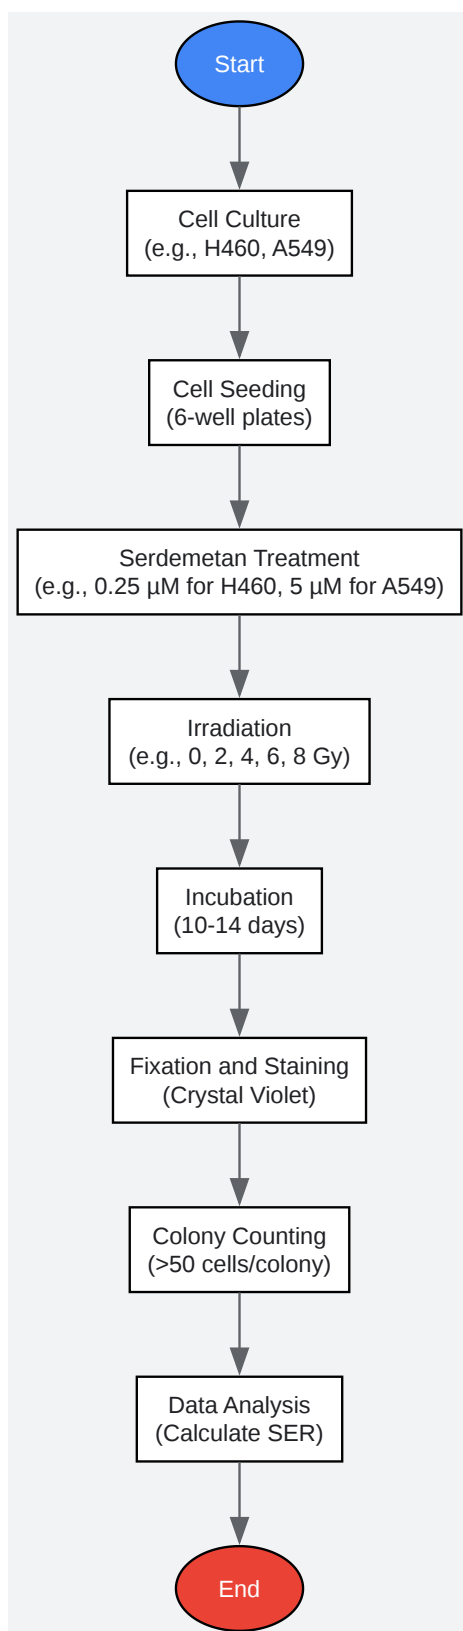 Start
Cell Culture
(e.g., H460, A549)
Cell Seeding
(6-well plates)
Serdemetan Treatment
(e.g., 0.25 µM for H460, 5 µM for A549)
Irradiation
(e.g., 0, 2, 4, 6, 8 Gy)
Incubation
(10-14 days)
Fixation and Staining
(Crystal Violet)
Colony Counting
(>50 cells/colony)
Data Analysis
(Calculate SER)
End